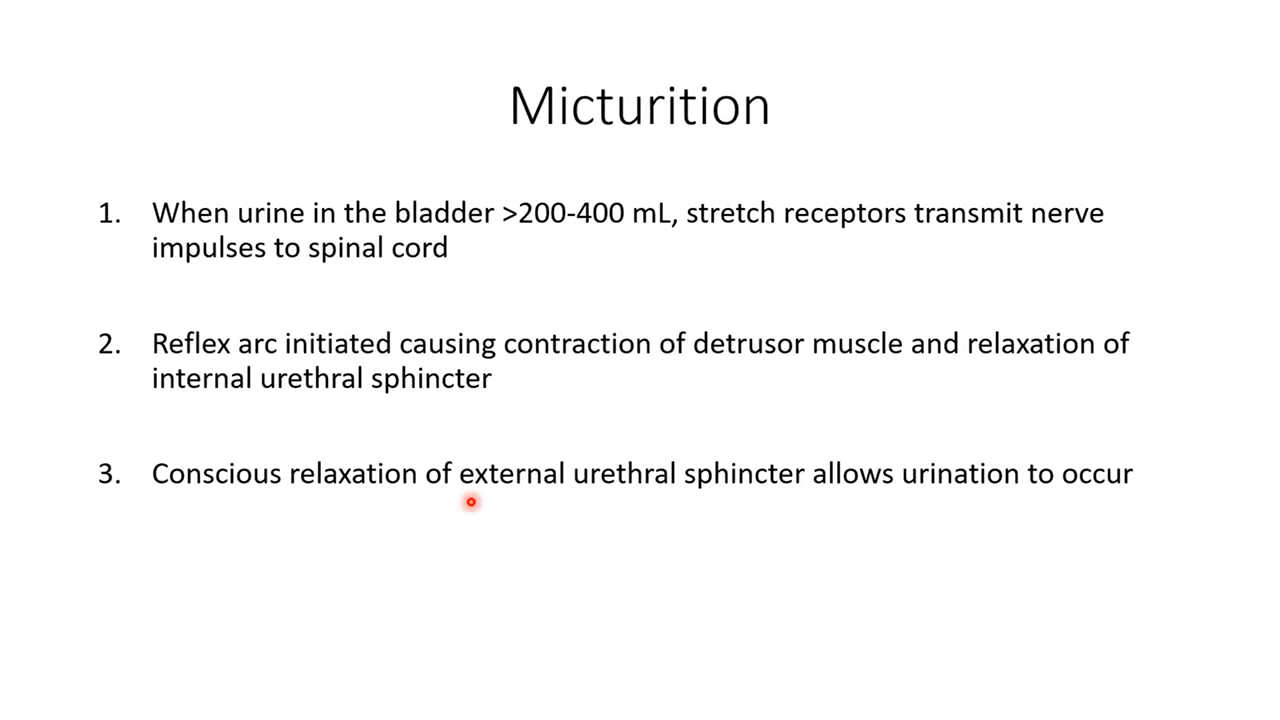 Micturition
1. When urine in the bladder >200-400 mL, stretch receptors transmit nerve
impulses to spinal cord
2. Reflex arc initiated causing contraction of detrusor muscle and relaxation of
internal urethral sphincter
3. Conscious relaxation of external urethral sphincter allows urination to occur